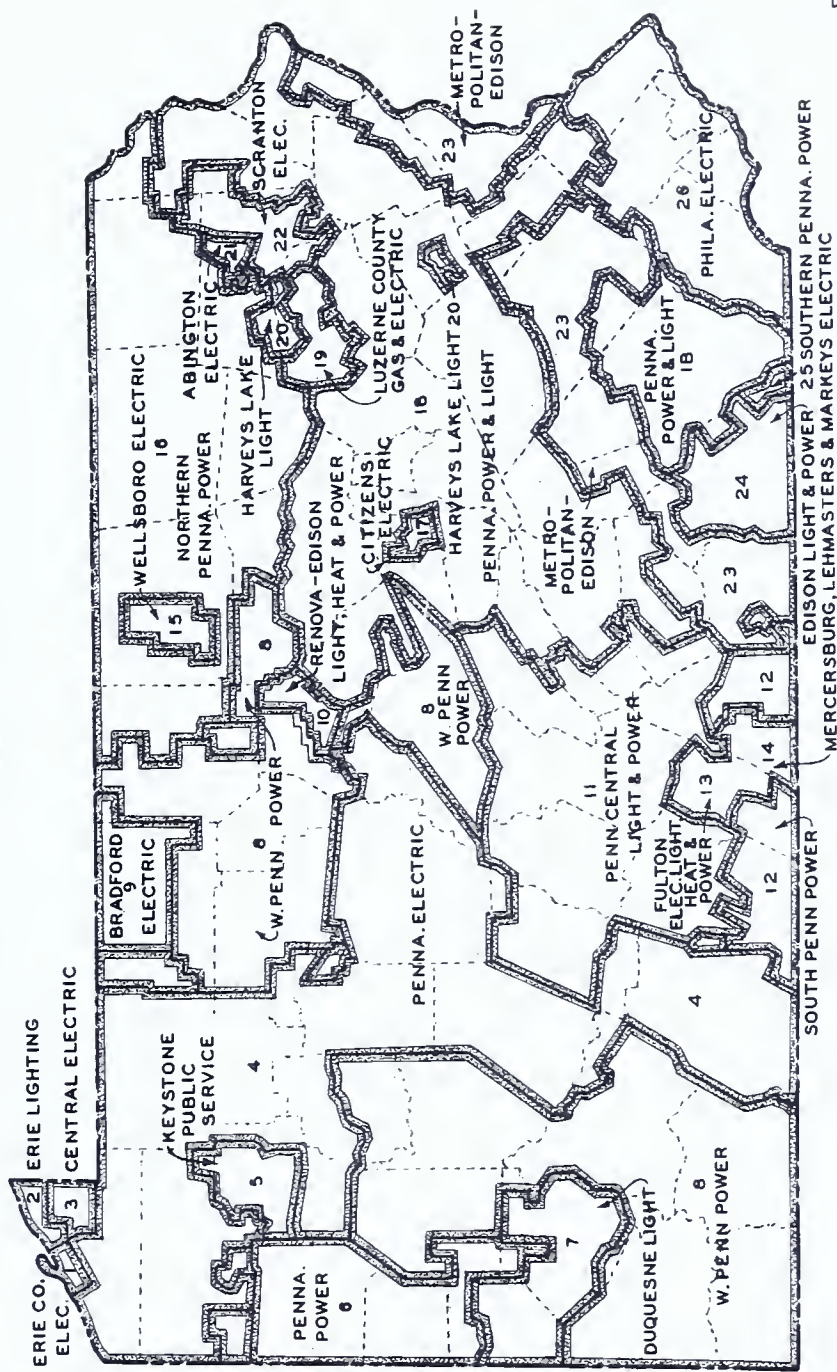 ERIE CO.
ELEC.
2 ERIE LIGHTING
3 CENTRAL ELECTRIC
KEYSTONE
PUBLIC
SERVICE
5
4
PENNA.
POWER
6
7
DUQUESNE LIGHT
8
W. PENN POWER
BRADFORD
9
ELECTRIC
8
W. PENN POWER
PENNA. ELECTRIC
4
SOUTH PENN POWER
WELLSBORO ELECTRIC
15
16
NORTHERN
PENNA. POWER
8
RENOVA-EDISON
LIGHT, HEAT & POWER
10
8
W. PENN
POWER
11
PENN CENTRAL
LIGHT & POWER
FULTON
ELEC. LIGHT
HEAT &
POWER
13
12
14
12
MERCERSBURG, LEHMASTERS & MARKEYS ELECTRIC
ABINGTON
ELECTRIC
21
HARVEYS LAKE
LIGHT
20
19
SCRANTON
ELEC.
22
LUZERNE COUNTY
GAS & ELECTRIC
CITIZENS
ELECTRIC
17
18
HARVEYS LAKE LIGHT 20
PENNA. POWER & LIGHT
METRO-
POLITAN-
EDISON
23
METRO-
POLITAN-
EDISON
23
23
PENNA.
POWER & LIGHT
18
24
EDISON LIGHT & POWER
25 SOUTHERN PENNA. POWER
26
PHILA. ELECTRIC